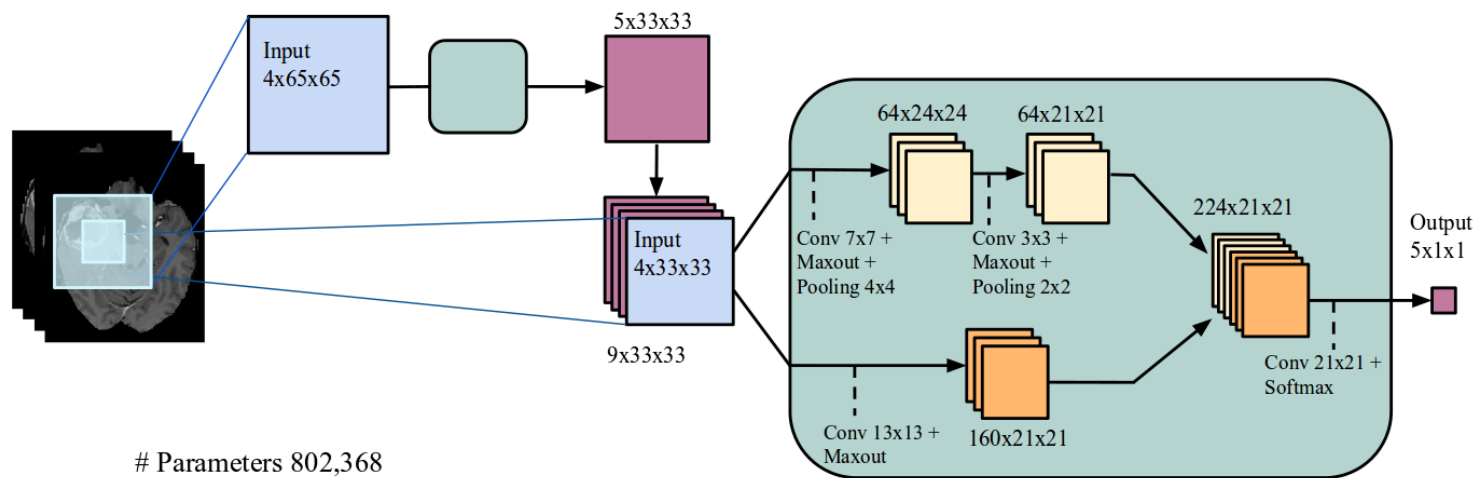 Input
4x65x65
5x33x33
Input
4x33x33
9x33x33
64x24x24
64x21x21
Conv 7x7 +
Maxout +
Pooling 4x4
Conv 3x3 +
Maxout +
Pooling 2x2
224x21x21
Output
5x1x1
Conv 21x21 +
Softmax
Conv 13x13 +
Maxout
160x21x21
# Parameters 802,368